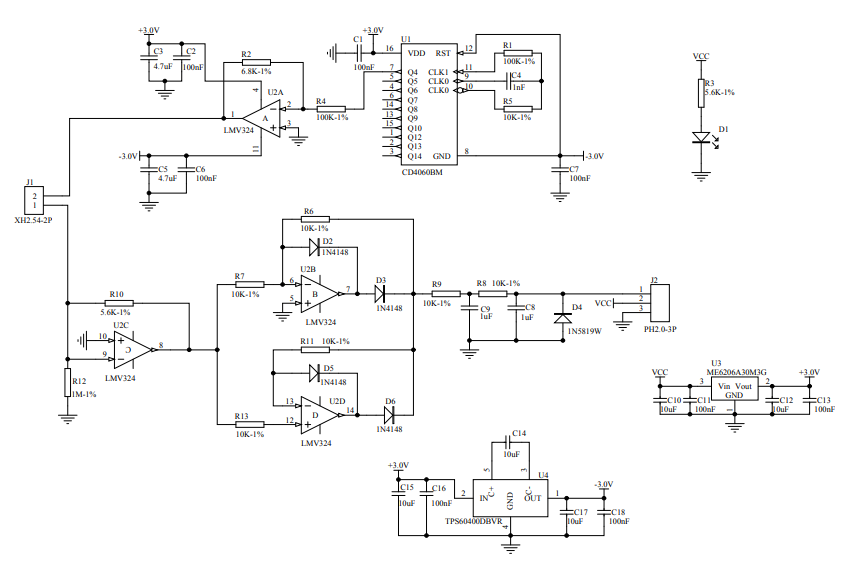 +3.0V
C3
4.7uF
C2
100nF
R2
6.8K-1%
4
U2A
2
A
1
3
LMV324
11
R4
100K-1%
-3.0V
C5
4.7uF
C6
100nF
+3.0V
C1
100nF
U1
16
VDD
RST
12
7
Q4
CLK1
11
5
Q5
CLK0
9
4
Q6
CLK0
10
6
Q7
14
Q8
13
Q9
15
Q10
1
Q12
2
Q13
3
Q14
GND
8
CD4060BM
R1
100K-1%
C4
1nF
R5
10K-1%
-3.0V
C7
100nF
VCC
R3
5.6K-1%
D1
J1
2
1
XH2.54-2P
R6
10K-1%
D2
1N4148
R7
10K-1%
U2B
6
B
7
5
LMV324
D3
1N4148
R10
5.6K-1%
U2C
10
C
8
9
LMV324
R12
1M-1%
R11 10K-1%
D5
1N4148
U2D
13
D
14
12
LMV324
R13
10K-1%
D6
1N4148
R9
10K-1%
R8 10K-1%
C9
1uF
C8
1uF
D4
1N5819W
J2
1
VCC
2
3
PH2.0-3P
U3
ME6206A30M3G
VCC
3
Vin Vout
2
+3.0V
GND
1
C10
10uF
C11
100nF
C12
10uF
C13
100nF
C14
10uF
+3.0V
5
3
U4
-3.0V
2
IN
C+
C-
OUT
1
GND
4
TPS60400DBVR
C15
10uF
C16
100nF
C17
10uF
C18
100nF